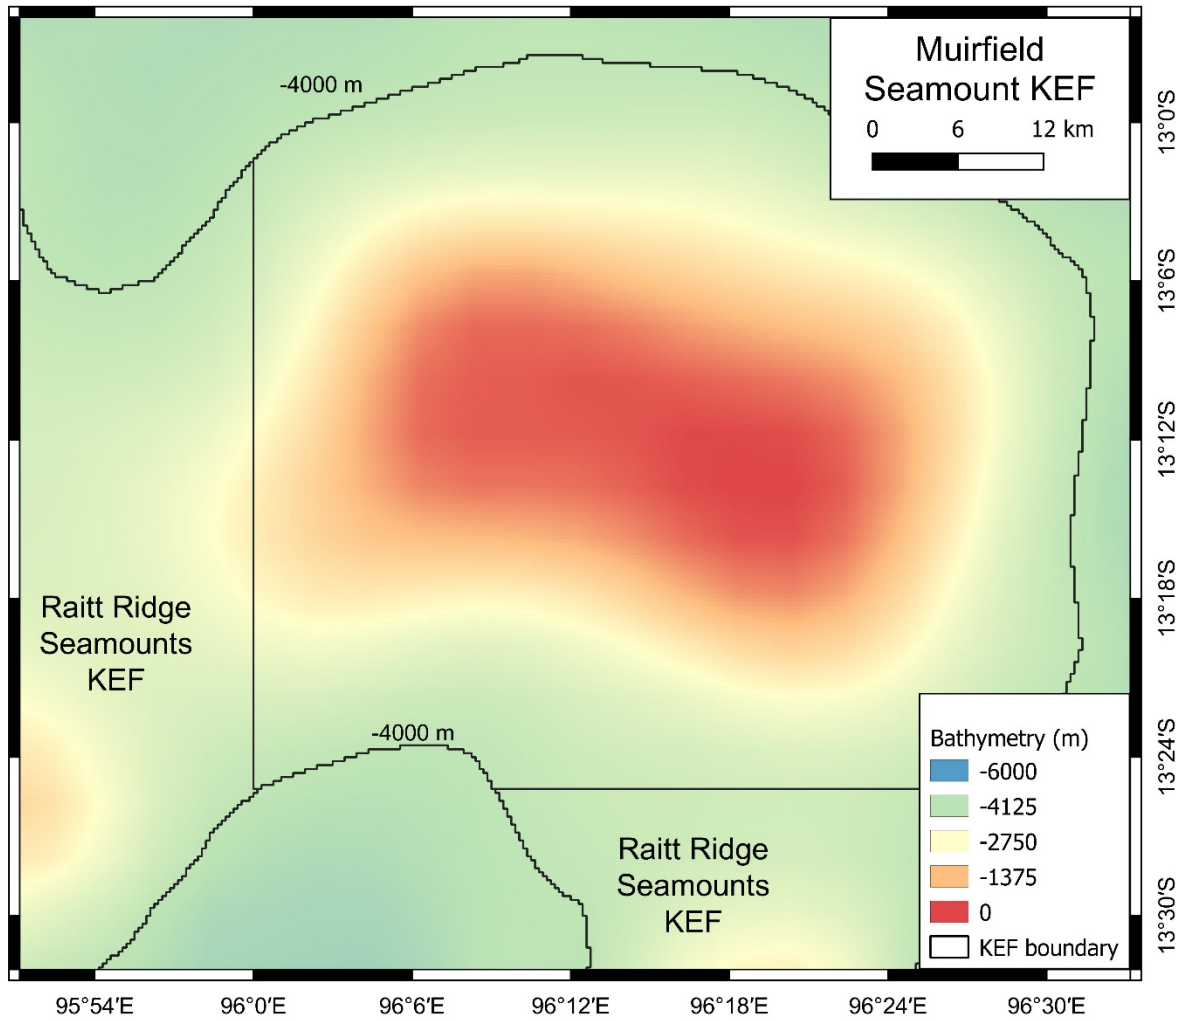 Muirfield
Seamount KEF
0 6 12 km
-4000 m
13°0'S
13°6'S
13°12'S
13°18'S
Raitt Ridge
Seamounts
KEF
-4000 m
13°24'S
Raitt Ridge
Seamounts
KEF
Bathymetry (m)
-6000
-4125
-2750
-1375
0
KEF boundary
13°30'S
95°54'E 96°0'E 96°6'E 96°12'E 96°18'E 96°24'E 96°30'E